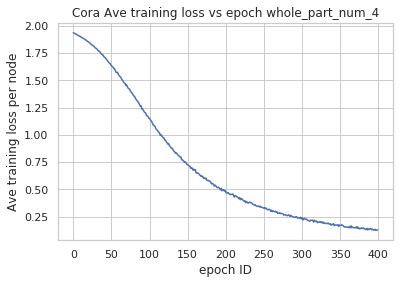 Cora Ave training loss vs epoch whole_part_num_4
Ave training loss per node
2.00
1.75
1.50
1.25
1.00
0.75
0.50
0.25
0 50 100 150 200 250 300 350 400
epoch ID